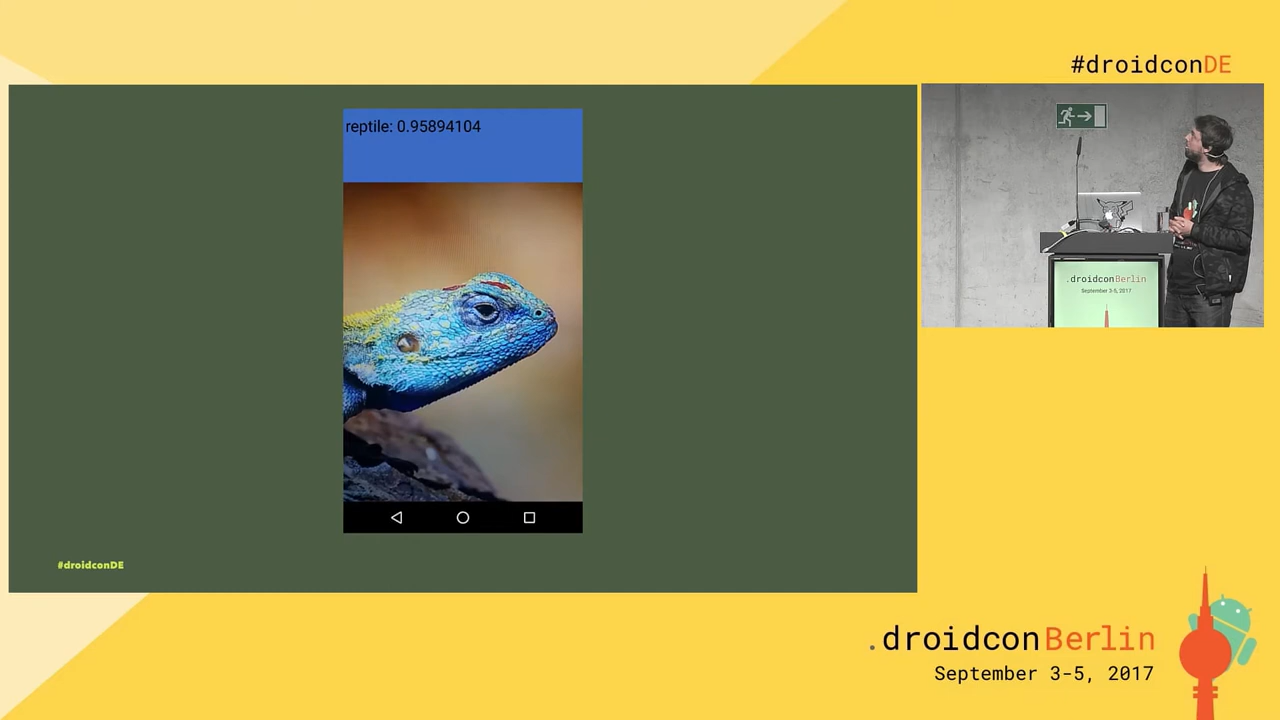 #droidconDE
reptile: 0.95894104
.droidconBerlin
September 3-5, 2017
#droidconDE
.droidconBerlin
September 3-5, 2017